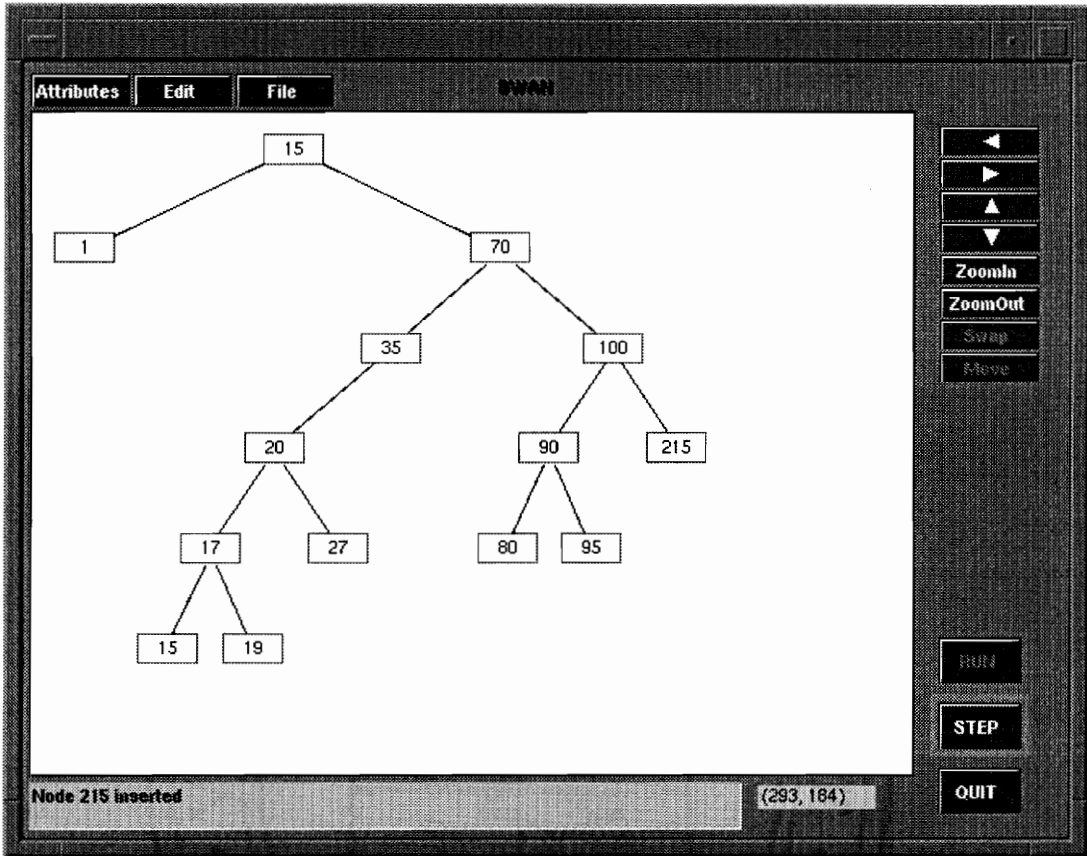 Attributes Edit File SWAN
15
1 70
35 100
20 90 215
17 27 80 95
15 19
ZoomIn
ZoomOut
Swap
Move
RUN
STEP
QUIT
Node 215 inserted (293, 184)